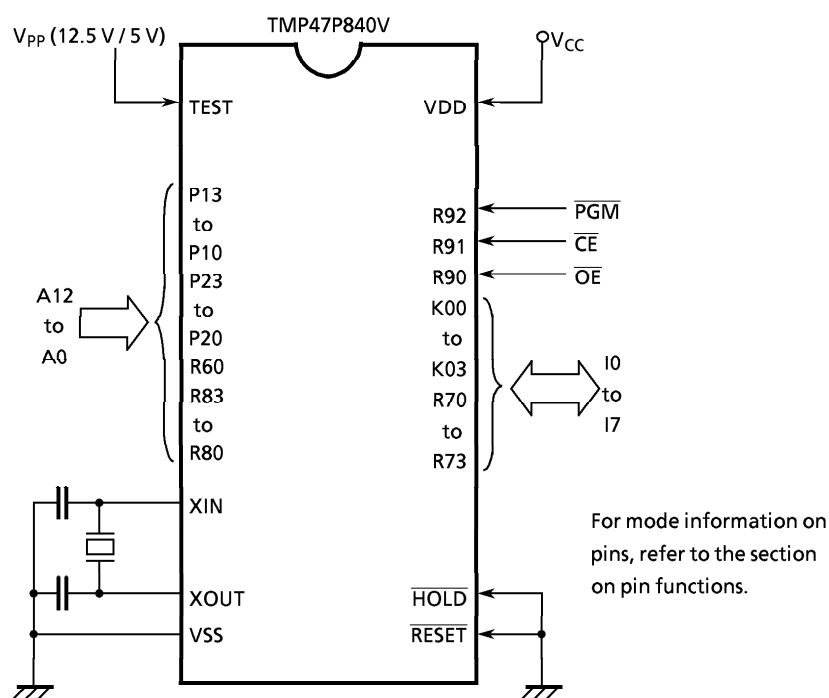 TMP47P840V
VPP (12.5 V / 5 V)
VCC
TEST
VDD
P13
to
P10
P23
to
P20
R60
R83
to
R80
A12
to
A0
R92
R91
R90
K00
to
K03
R70
to
R73
PGM
CE
OE
I0
to
I7
XIN
XOUT
VSS
HOLD
RESET
For mode information on
pins, refer to the section
on pin functions.